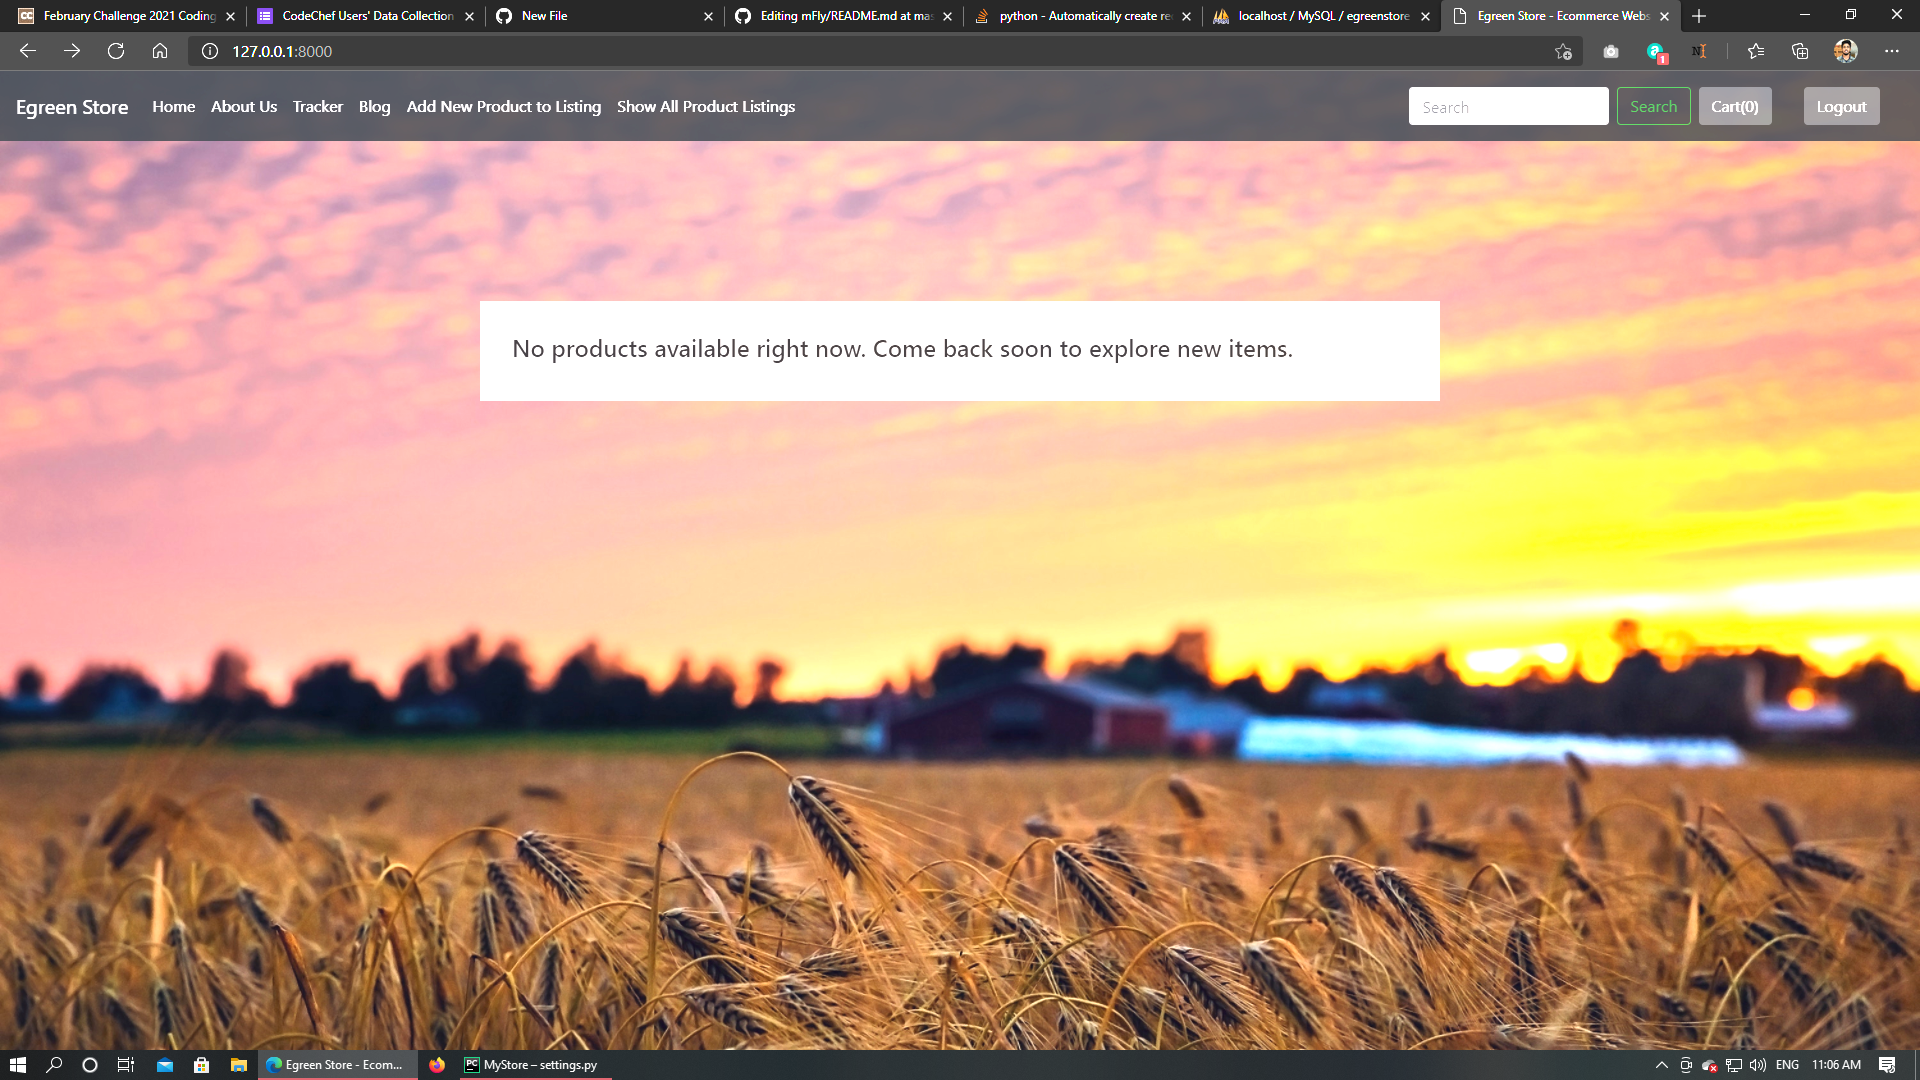 February Challenge 2021 Coding
CodeChef Users' Data Collection
New File
Editing mFly/README.md at mas
python - Automatically create re
localhost / MySQL / egreenstore
Egreen Store - Ecommerce Webs
127.0.0.1:8000
1
Egreen Store
Home
About Us
Tracker
Blog
Add New Product to Listing
Show All Product Listings
Search
Search
Cart(0)
Logout
No products available right now. Come back soon to explore new items.
Egreen Store - Ecom...
MyStore – settings.py
ENG
11:06 AM